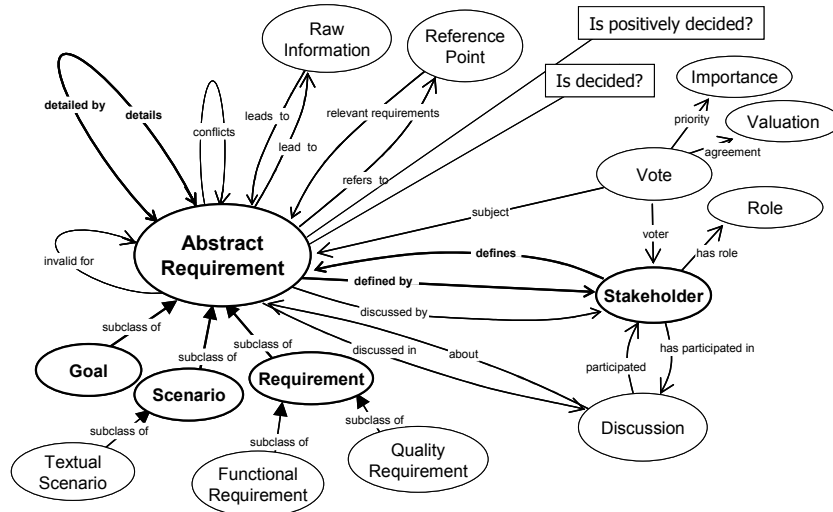 Is positively decided?
Raw
Information
Reference
Point
Is decided?
Importance
detailed by
details
conflicts
leads to
lead to
relevant requirements
refers to
priority
Valuation
agreement
Vote
Role
subject
voter
has role
Abstract
Requirement
invalid for
defines
defined by
Stakeholder
discussed by
subclass of
subclass of
subclass of
discussed in
about
participated
has participated in
Goal
Scenario
Requirement
Discussion
subclass of
subclass of
subclass of
Textual
Scenario
Functional
Requirement
Quality
Requirement